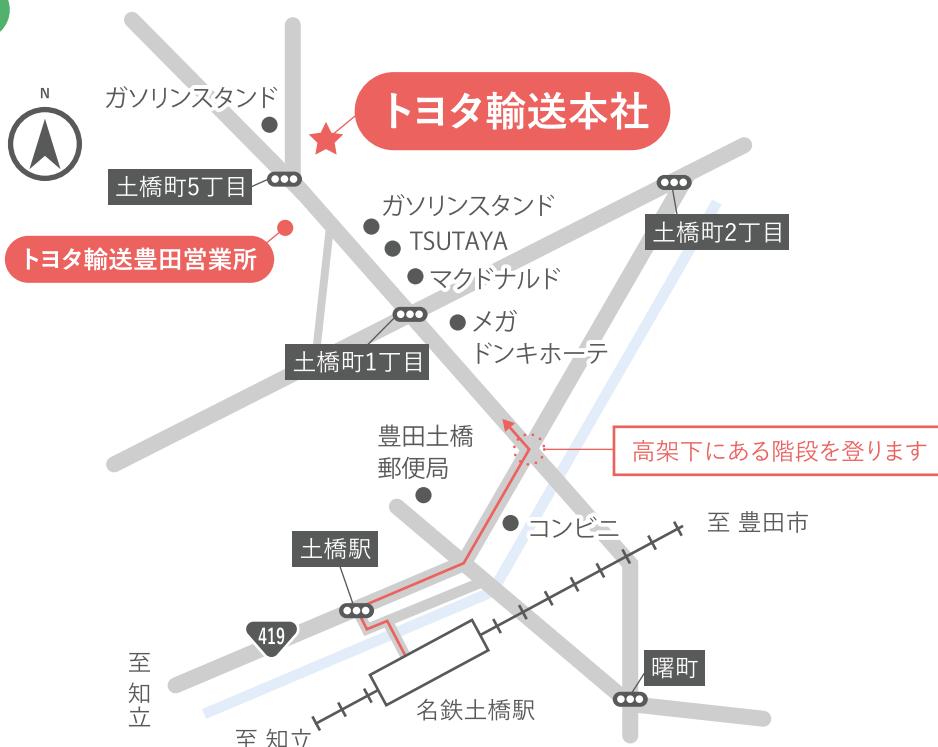 N
ガソリンスタンド
トヨタ輸送本社
土橋町5丁目
ガソリンスタンド
TSUTAYA
土橋町2丁目
トヨタ輸送豊田営業所
マクドナルド
メガ
ドンキホーテ
土橋町1丁目
豊田土橋
郵便局
高架下にある階段を登ります
コンビニ
至 豊田市
土橋駅
419
至 知立
曙町
名鉄土橋駅
至 知立